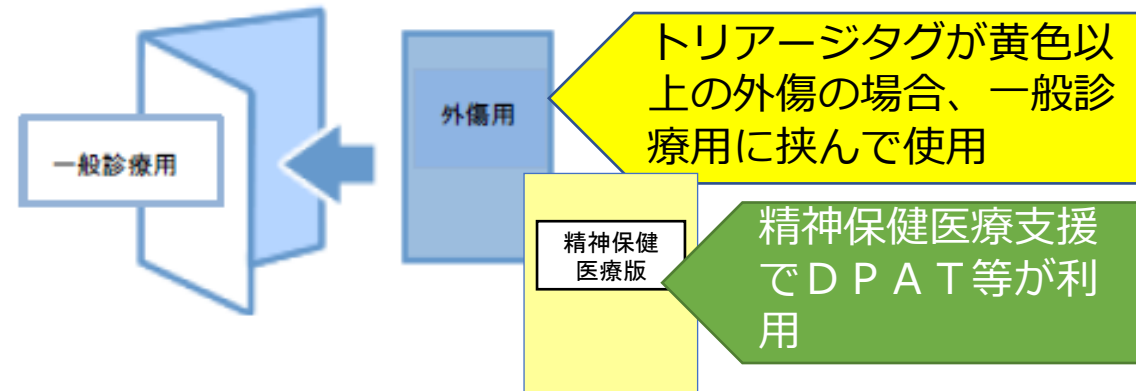 一般診療用
外傷用
トリアージタグが黄色以
上の外傷の場合、一般診
療用に挟んで使用
精神保健
医療版
精神保健医療支援
でＤＰＡＴ等が利
用